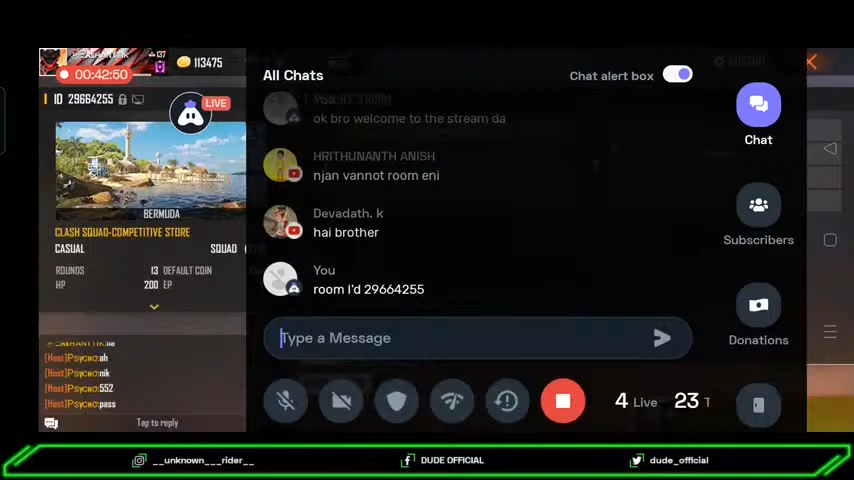 137
113475
00:42:50
ID 29664255
LIVE
BERMUDA
CLASH SQUAD-COMPETITIVE STORE
CASUAL
SQUAD
ROUNDS
13
DEFAULT COIN
HP
200
EP
[Host]Psycho:ah
[Host]Psycho:nik
[Host]Psycho:552
[Host]Psycho:pass
Tap to reply
All Chats
Chat alert box
ok bro welcome to the stream da
HRITHUNANTH ANISH
njan vannot room eni
Devadath. k
hai brother
You
room I'd 29664255
Type a Message
4 Live
23 T
Chat
Subscribers
Donations
__unknown___rider__
DUDE OFFICIAL
dude_official